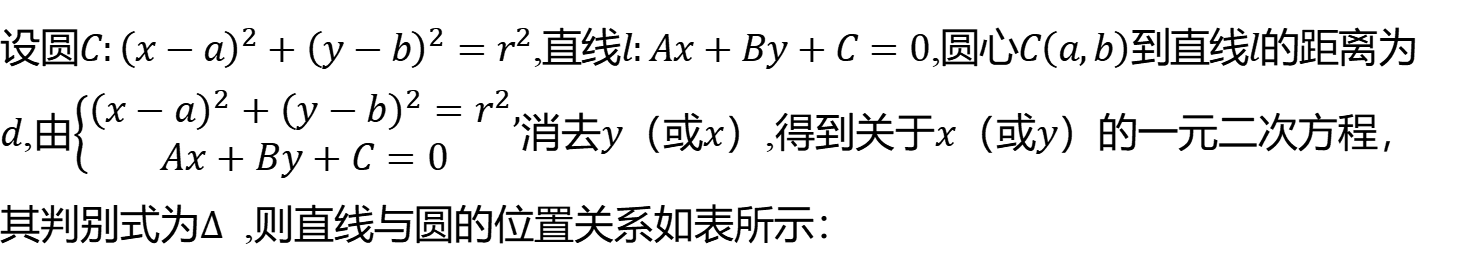 设圆C: (x − a)² + (y − b)² = r²,直线l: Ax + By + C = 0,圆心C(a, b)到直线l的距离为
d,由{(x − a)² + (y − b)² = r², Ax + By + C = 0 消去y（或x）,得到关于x（或y）的一元二次方程，
其判别式为Δ ,则直线与圆的位置关系如表所示：